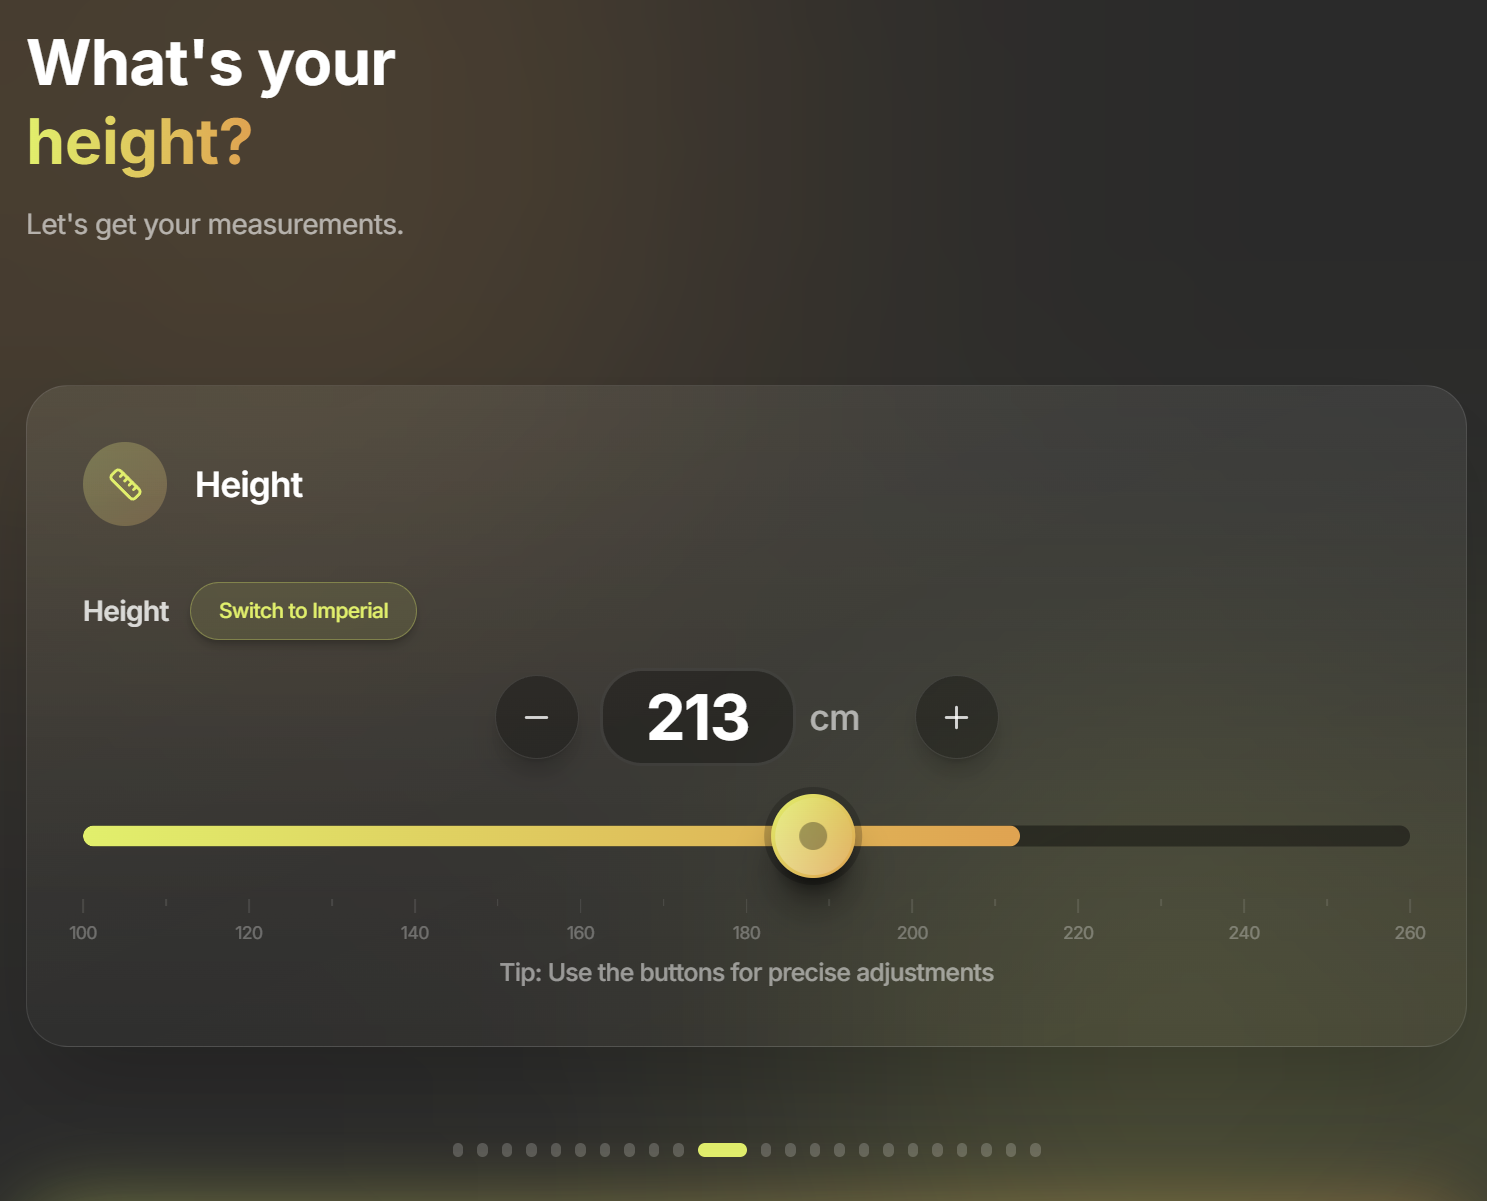 What's your
height?
Let's get your measurements.
Height
Height Switch to Imperial
213 cm
100 120 140 160 180 200 220 240 260
Tip: Use the buttons for precise adjustments